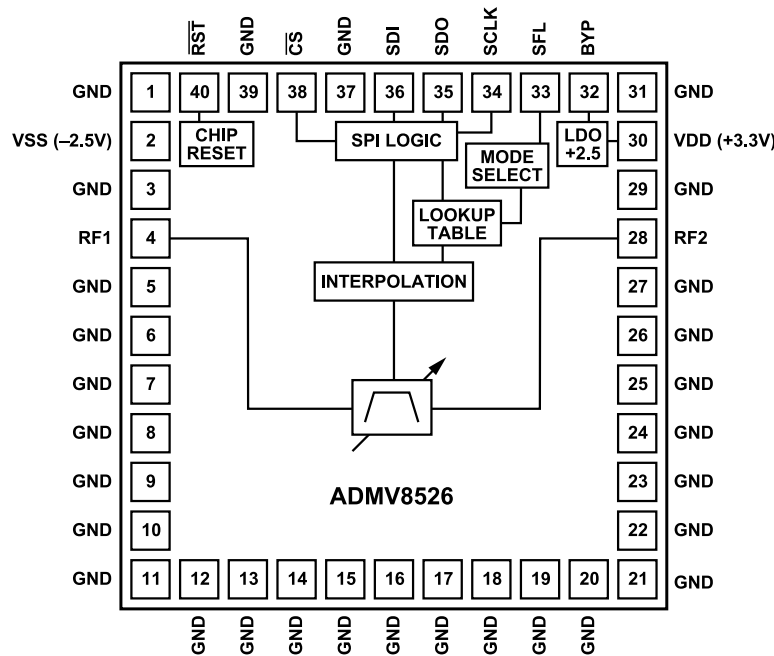 RST GND CS GND SDI SDO SCLK SFL BYP
GND 1 40 39 38 37 36 35 34 33 32 31 GND
VSS (–2.5V) 2 CHIP RESET SPI LOGIC MODE SELECT LDO +2.5 30 VDD (+3.3V)
GND 3 29 GND
LOOKUP TABLE
RF1 4 28 RF2
GND 5 INTERPOLATION 27 GND
GND 6 26 GND
GND 7 25 GND
GND 8 24 GND
GND 9 23 GND
ADMV8526
GND 10 22 GND
GND 11 12 13 14 15 16 17 18 19 20 21 GND
GND GND GND GND GND GND GND GND GND